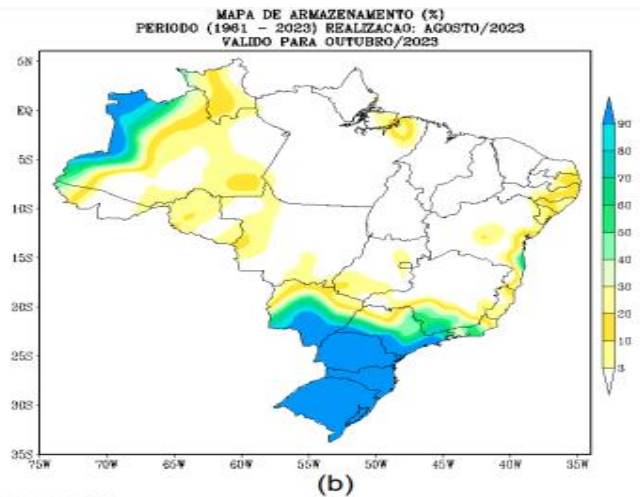 MAPA DE ARMAZENAMENTO (%)
PERIODO (1961 - 2023) REALIZACAO: AGOSTO/2023
VALIDO PARA OUTUBRO/2023
5N
EQ
5S
10S
15S
20S
25S
30S
35S
75W 70W 65W 60W 55W 50W 45W 40W 35W
90
80
70
60
50
40
30
20
10
3
(b)